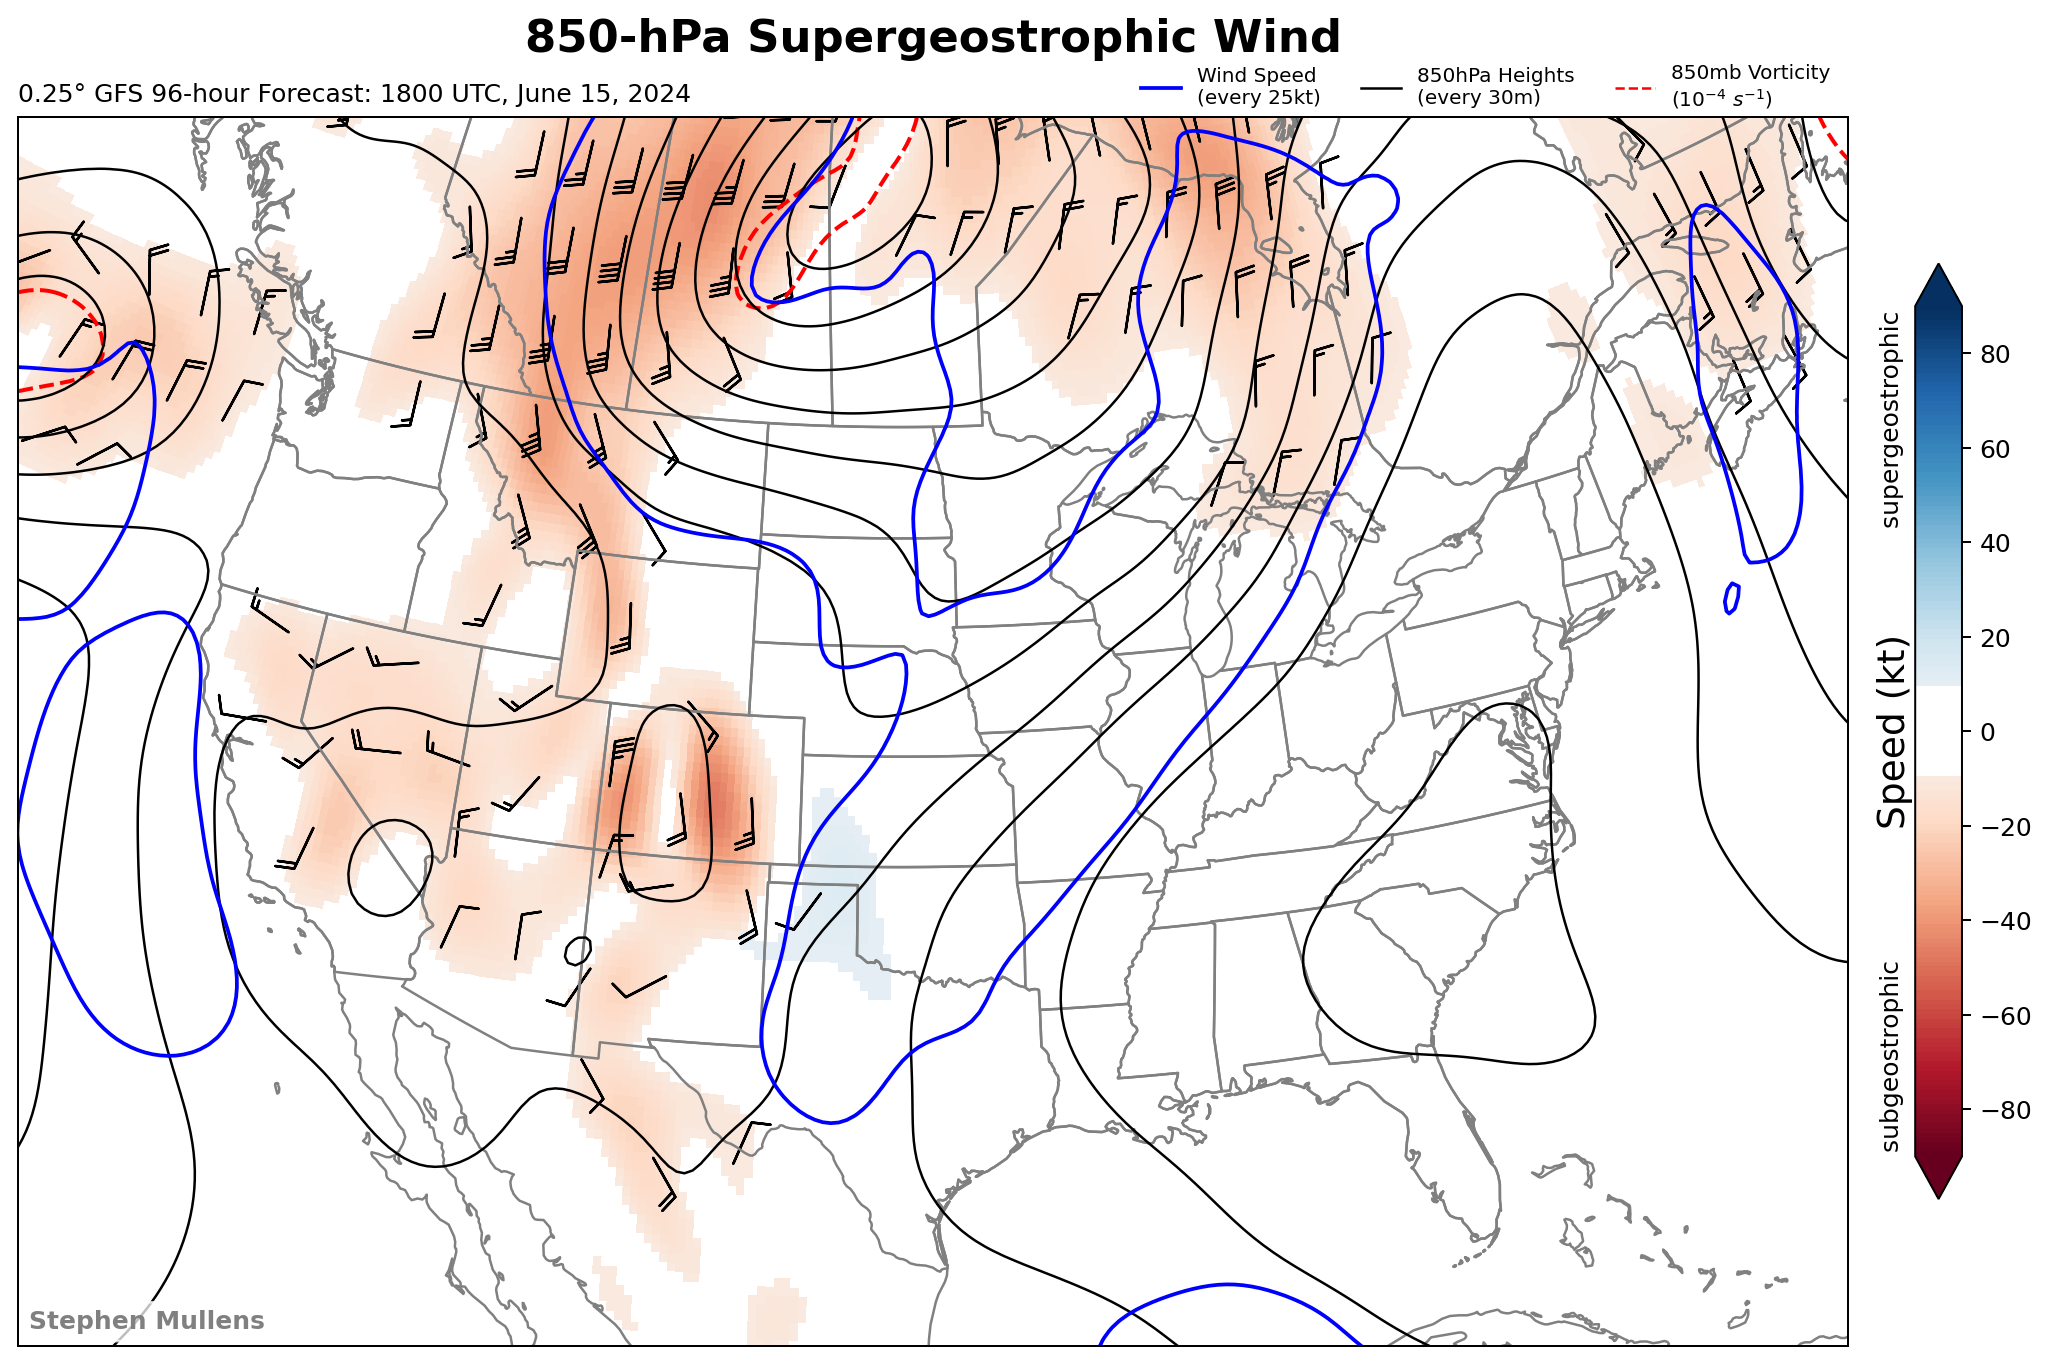 850-hPa Supergeostrophic Wind
0.25° GFS 96-hour Forecast: 1800 UTC, June 15, 2024
Wind Speed
(every 25kt)
850hPa Heights
(every 30m)
850mb Vorticity
(10⁻⁴ s⁻¹)
supergeostrophic
Speed (kt)
subgeostrophic
80
60
40
20
0
−20
−40
−60
−80
Stephen Mullens